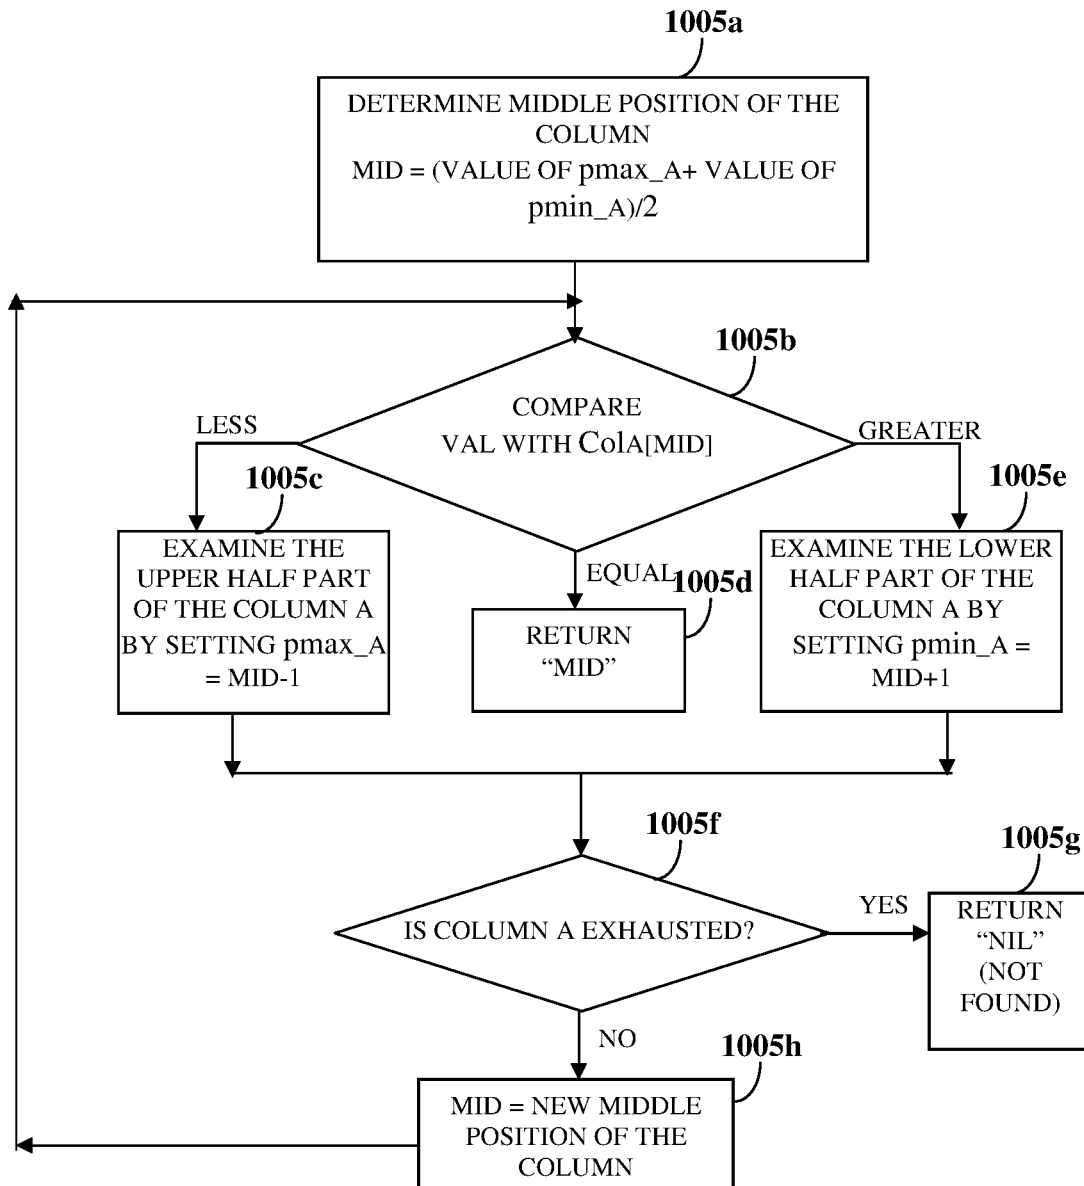 1005a
DETERMINE MIDDLE POSITION OF THE
COLUMN
MID = (VALUE OF pmax_A+ VALUE OF
pmin_A)/2
1005b
COMPARE
VAL WITH ColA[MID]
LESS
GREATER
EQUAL
1005c
EXAMINE THE
UPPER HALF PART
OF THE COLUMN A
BY SETTING pmax_A
= MID-1
1005d
RETURN
“MID”
1005e
EXAMINE THE LOWER
HALF PART OF THE
COLUMN A BY
SETTING pmin_A =
MID+1
1005f
IS COLUMN A EXHAUSTED?
YES
NO
1005g
RETURN
“NIL”
(NOT
FOUND)
1005h
MID = NEW MIDDLE
POSITION OF THE
COLUMN